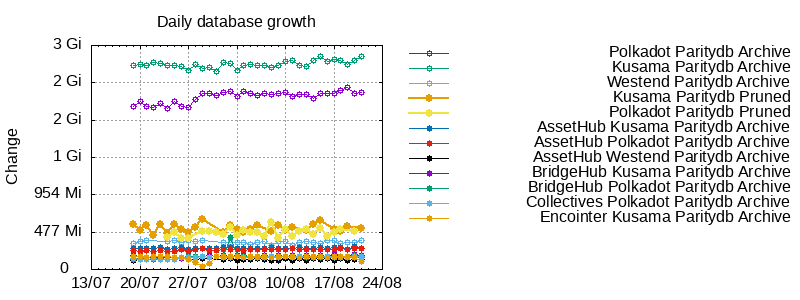 Daily database growth
3 Gi
2 Gi
2 Gi
1 Gi
954 Mi
477 Mi
0
Change
13/07 20/07 27/07 03/08 10/08 17/08 24/08
Polkadot Paritydb Archive
Kusama Paritydb Archive
Westend Paritydb Archive
Kusama Paritydb Pruned
Polkadot Paritydb Pruned
AssetHub Kusama Paritydb Archive
AssetHub Polkadot Paritydb Archive
AssetHub Westend Paritydb Archive
BridgeHub Kusama Paritydb Archive
BridgeHub Polkadot Paritydb Archive
Collectives Polkadot Paritydb Archive
Encointer Kusama Paritydb Archive